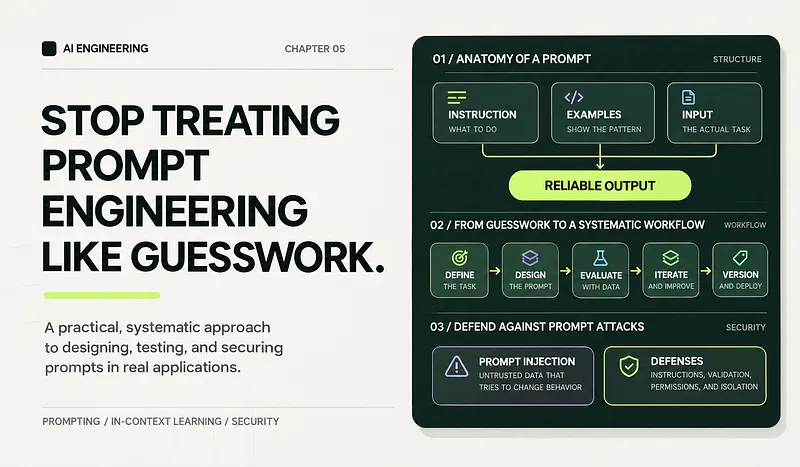 AI ENGINEERING
CHAPTER 05
STOP TREATING
PROMPT
ENGINEERING
LIKE GUESSWORK.
A practical, systematic approach
to designing, testing, and securing
prompts in real applications.
PROMPTING / IN-CONTEXT LEARNING / SECURITY
01 / ANATOMY OF A PROMPT
STRUCTURE
INSTRUCTION
WHAT TO DO
</>
EXAMPLES
SHOW THE PATTERN
INPUT
THE ACTUAL TASK
RELIABLE OUTPUT
02 / FROM GUESSWORK TO A SYSTEMATIC WORKFLOW
WORKFLOW
DEFINE
THE TASK
DESIGN
THE PROMPT
EVALUATE
WITH DATA
ITERATE
AND IMPROVE
VERSION
AND DEPLOY
03 / DEFEND AGAINST PROMPT ATTACKS
SECURITY
PROMPT INJECTION
UNTRUSTED DATA THAT
TRIES TO CHANGE BEHAVIOR
DEFENSES
INSTRUCTIONS, VALIDATION,
PERMISSIONS, AND ISOLATION